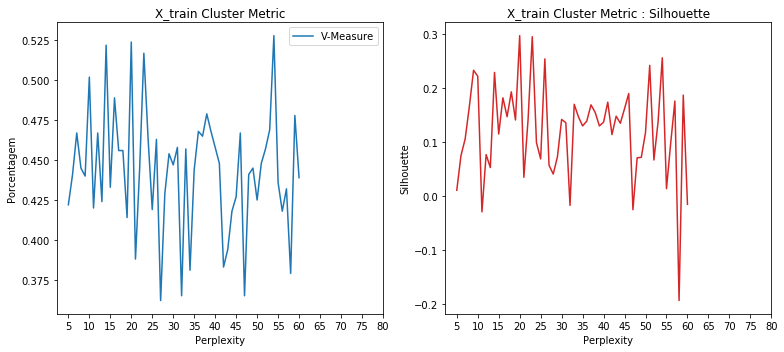 X_train Cluster Metric
V-Measure
0.525
0.500
0.475
0.450
0.425
0.400
0.375
Porcentagem
5 10 15 20 25 30 35 40 45 50 55 60 65 70 75 80
Perplexity
X_train Cluster Metric : Silhouette
0.3
0.2
0.1
0.0
−0.1
−0.2
Silhouette
5 10 15 20 25 30 35 40 45 50 55 60 65 70 75 80
Perplexity